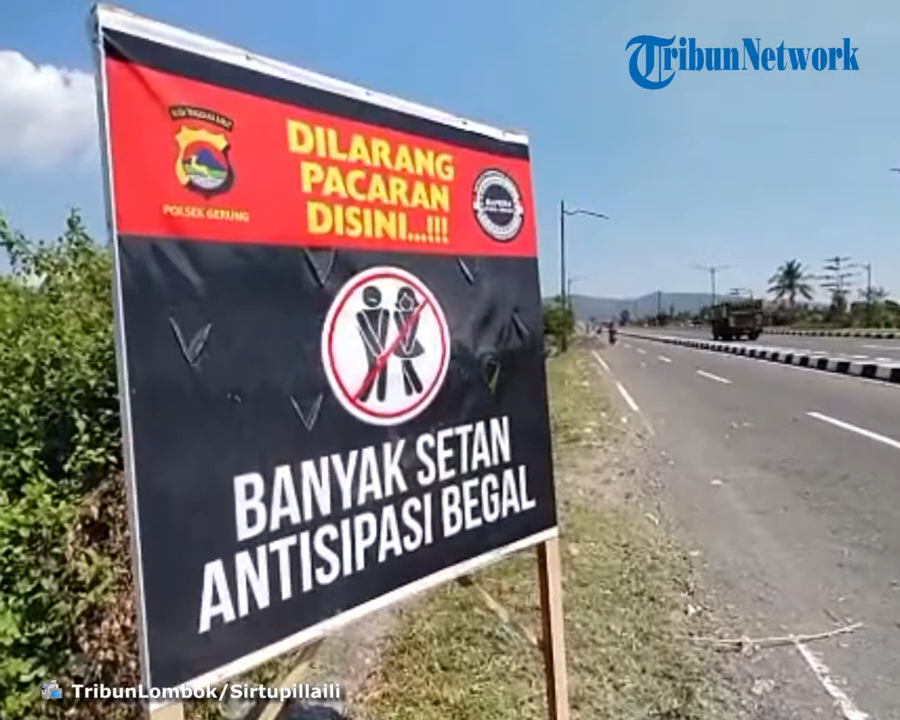 TribunNetwork
DILARANG
PACARAN
DISINI...!!!
POLSEK GERUNG
BANYAK SETAN
ANTISIPASI BEGAL
TribunLombok/Sirtupillaili